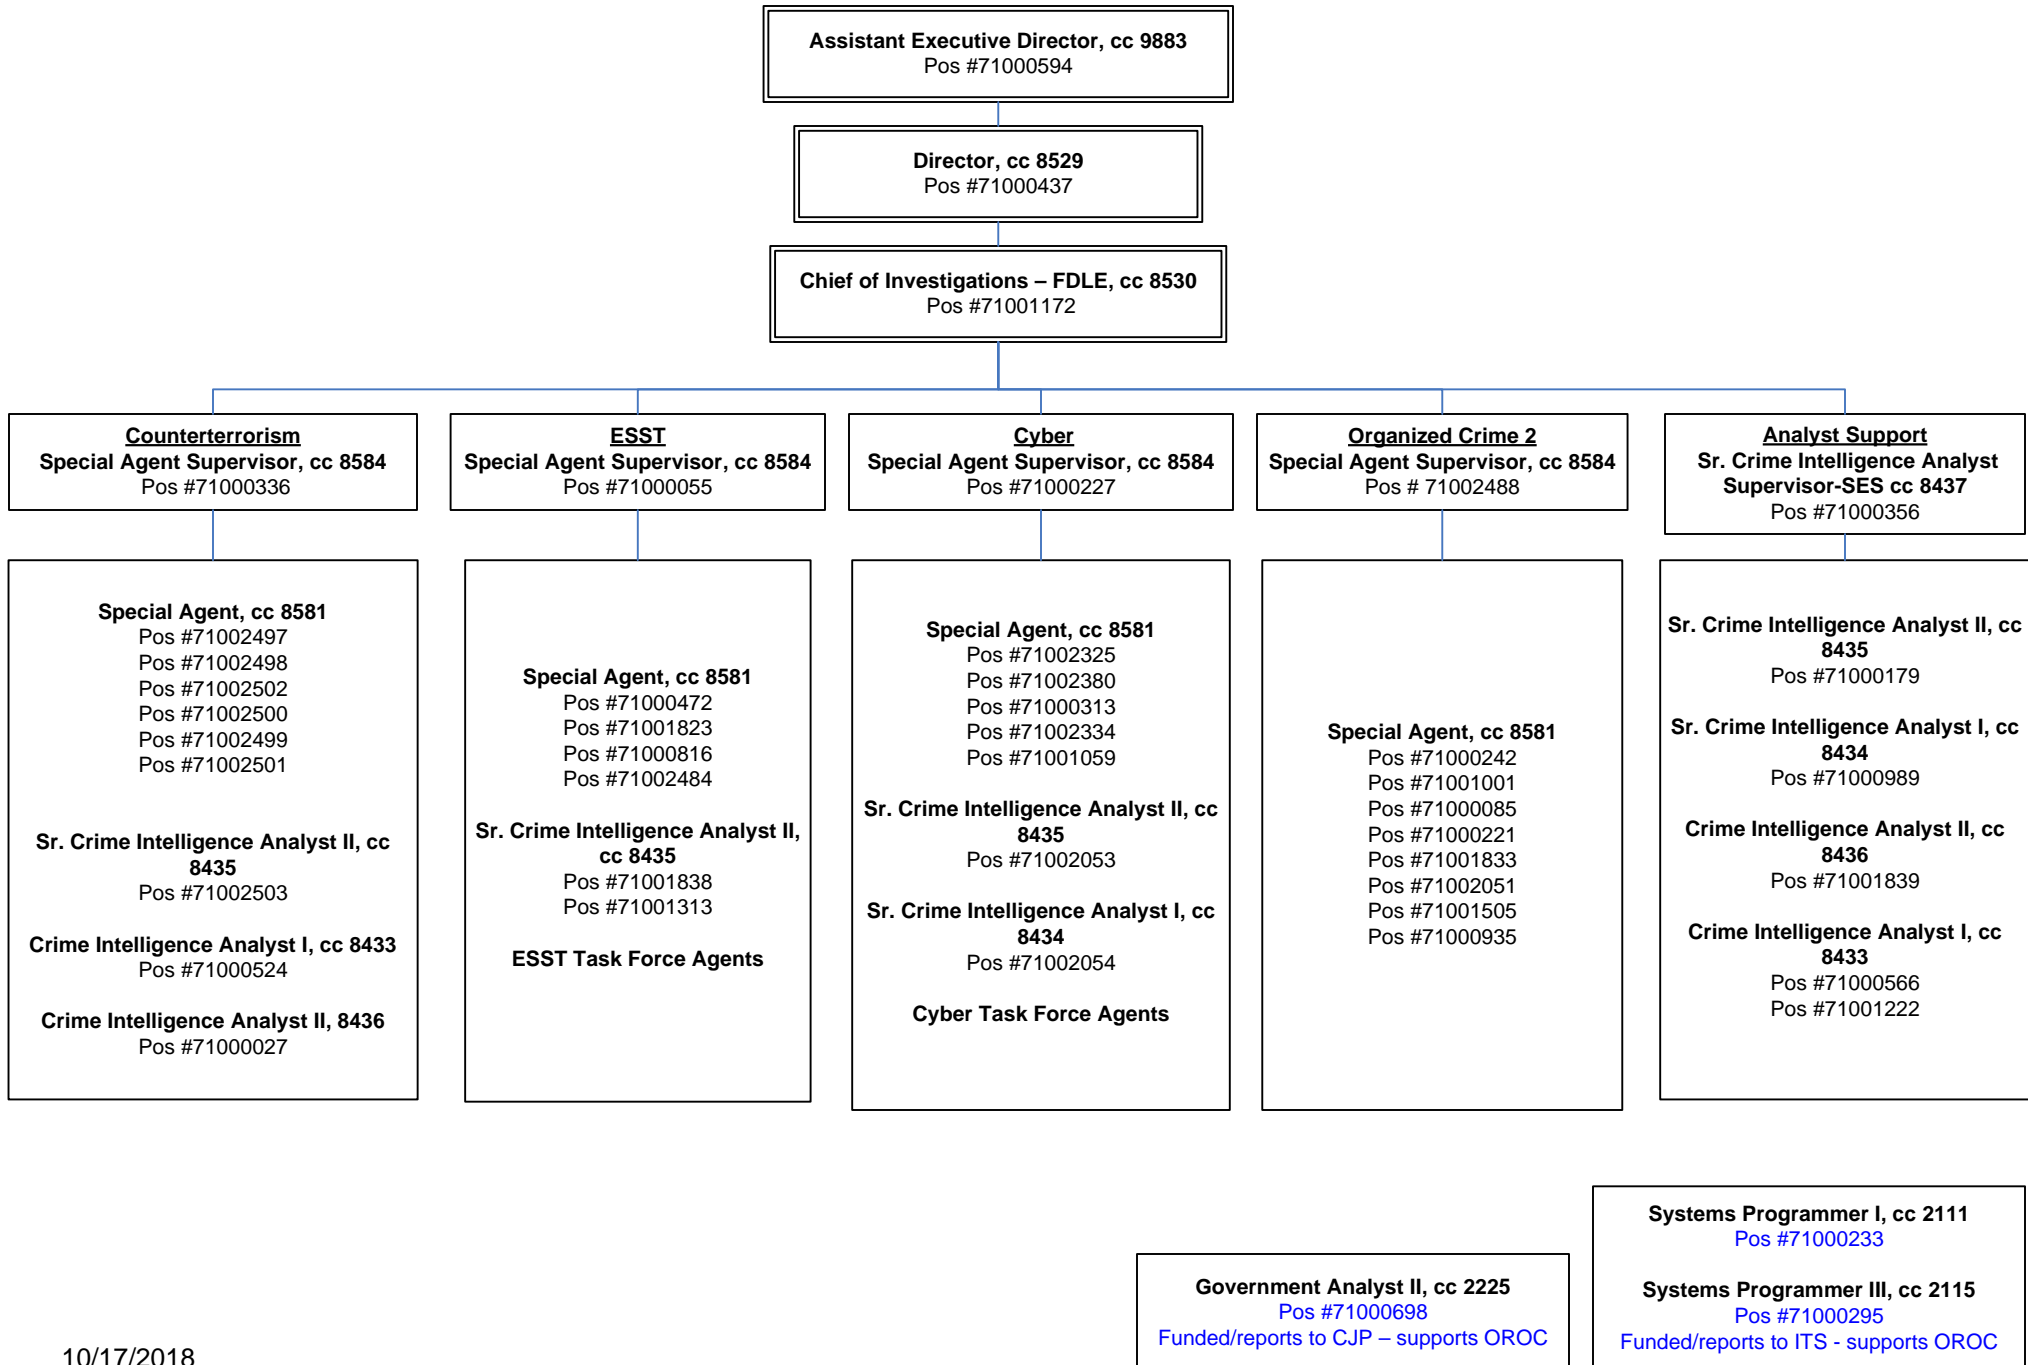 Assistant Executive Director, cc 9883
Pos #71000594
Director, cc 8529
Pos #71000437
Chief of Investigations – FDLE, cc 8530
Pos #71001172
Counterterrorism
Special Agent Supervisor, cc 8584
Pos #71000336
ESST
Special Agent Supervisor, cc 8584
Pos #71000055
Cyber
Special Agent Supervisor, cc 8584
Pos #71000227
Organized Crime 2
Special Agent Supervisor, cc 8584
Pos # 71002488
Analyst Support
Sr. Crime Intelligence Analyst
Supervisor-SES cc 8437
Pos #71000356
Special Agent, cc 8581
Pos #71002497
Pos #71002498
Pos #71002502
Pos #71002500
Pos #71002499
Pos #71002501
Sr. Crime Intelligence Analyst II, cc
8435
Pos #71002503
Crime Intelligence Analyst I, cc 8433
Pos #71000524
Crime Intelligence Analyst II, 8436
Pos #71000027
Special Agent, cc 8581
Pos #71000472
Pos #71001823
Pos #71000816
Pos #71002484
Sr. Crime Intelligence Analyst II,
cc 8435
Pos #71001838
Pos #71001313
ESST Task Force Agents
Special Agent, cc 8581
Pos #71002325
Pos #71002380
Pos #71000313
Pos #71002334
Pos #71001059
Sr. Crime Intelligence Analyst II, cc
8435
Pos #71002053
Sr. Crime Intelligence Analyst I, cc
8434
Pos #71002054
Cyber Task Force Agents
Special Agent, cc 8581
Pos #71000242
Pos #71001001
Pos #71000085
Pos #71000221
Pos #71001833
Pos #71002051
Pos #71001505
Pos #71000935
Sr. Crime Intelligence Analyst II, cc
8435
Pos #71000179
Sr. Crime Intelligence Analyst I, cc
8434
Pos #71000989
Crime Intelligence Analyst II, cc
8436
Pos #71001839
Crime Intelligence Analyst I, cc
8433
Pos #71000566
Pos #71001222
Government Analyst II, cc 2225
Pos #71000698
Funded/reports to CJP – supports OROC
Systems Programmer I, cc 2111
Pos #71000233
Systems Programmer III, cc 2115
Pos #71000295
Funded/reports to ITS - supports OROC
10/17/2018